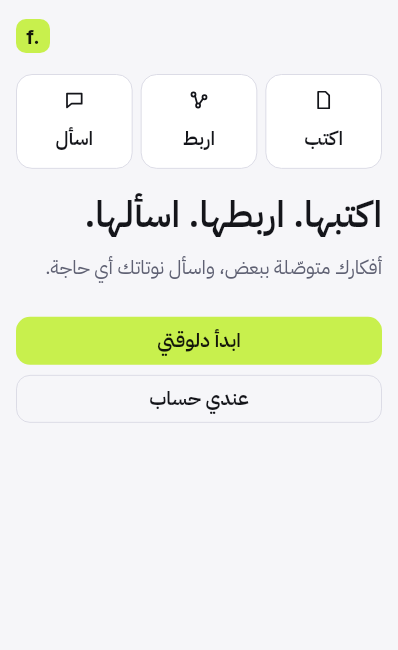 f.
اكتب
اربط
اسأل
اكتبها. اربطها. اسألها.
أفكارك متوصّلة ببعض، واسأل نوتاتك أي حاجة.
ابدأ دلوقتي
عندي حساب